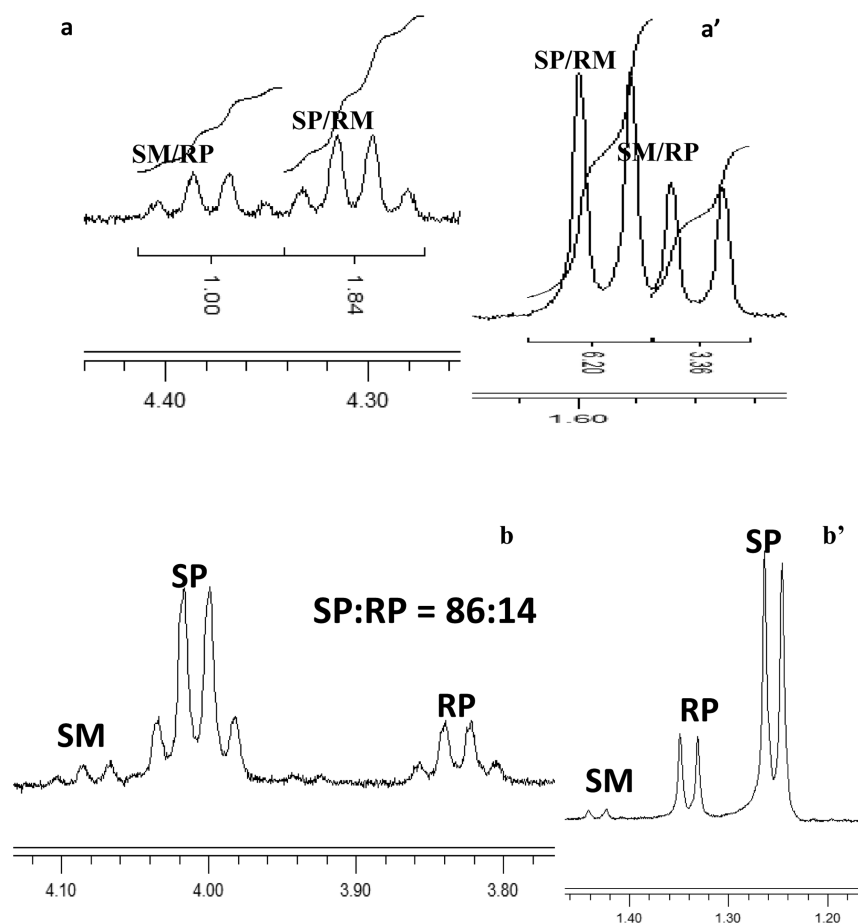 a
SM/RP
SP/RM
1.00
1.84
4.40
4.30
a'
SP/RM
SM/RP
6.20
3.36
1.60
b
SP
SP:RP = 86:14
RP
SM
4.10
4.00
3.90
3.80
b'
SP
RP
SM
1.40
1.30
1.20